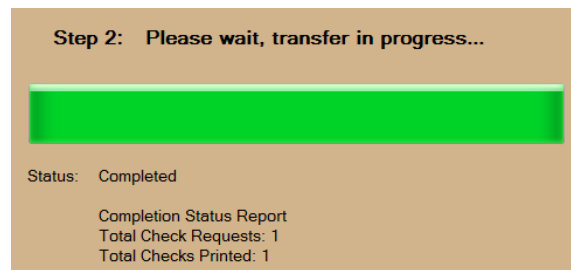 Step 2: Please wait, transfer in progress...
Status: Completed
Completion Status Report
Total Check Requests: 1
Total Checks Printed: 1